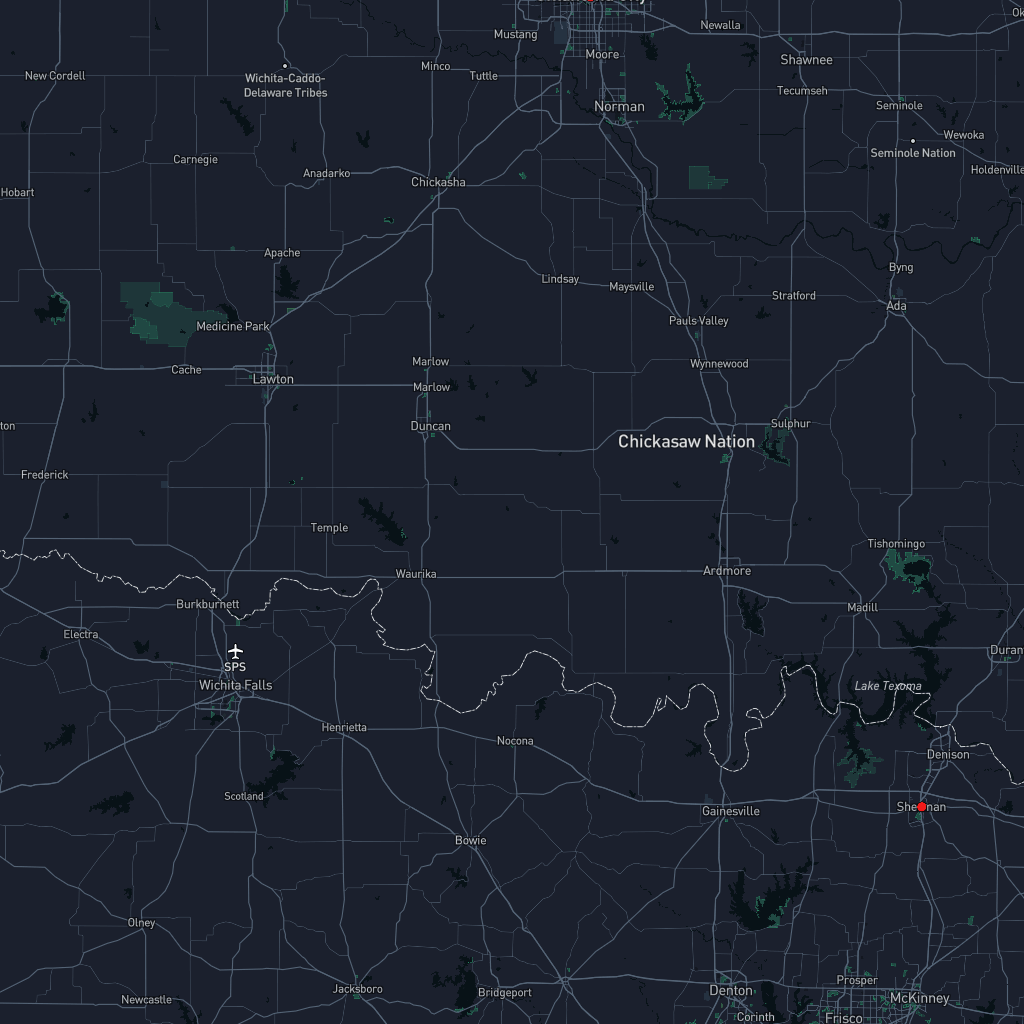 Newalla
Mustang
Moore
Shawnee
Minco
New Cordell
Tuttle
Wichita-Caddo-
Delaware Tribes
Tecumseh
Norman
Seminole
Wewoka
Seminole Nation
Carnegie
Anadarko
Holdenville
Chickasha
Hobart
Apache
Byng
Lindsay
Maysville
Stratford
Ada
Medicine Park
Pauls Valley
Marlow
Wynnewood
Cache
Lawton
Marlow
Sulphur
Duncan
ton
Chickasaw Nation
Frederick
Temple
Tishomingo
Waurika
Ardmore
Burkburnett
Madill
Electra
Duran
SPS
Wichita Falls
Lake Texoma
Henrietta
Nocona
Denison
Scotland
Sherman
Gainesville
Bowie
Olney
Prosper
Jacksboro
Bridgeport
Denton
McKinney
Newcastle
Corinth
Frisco